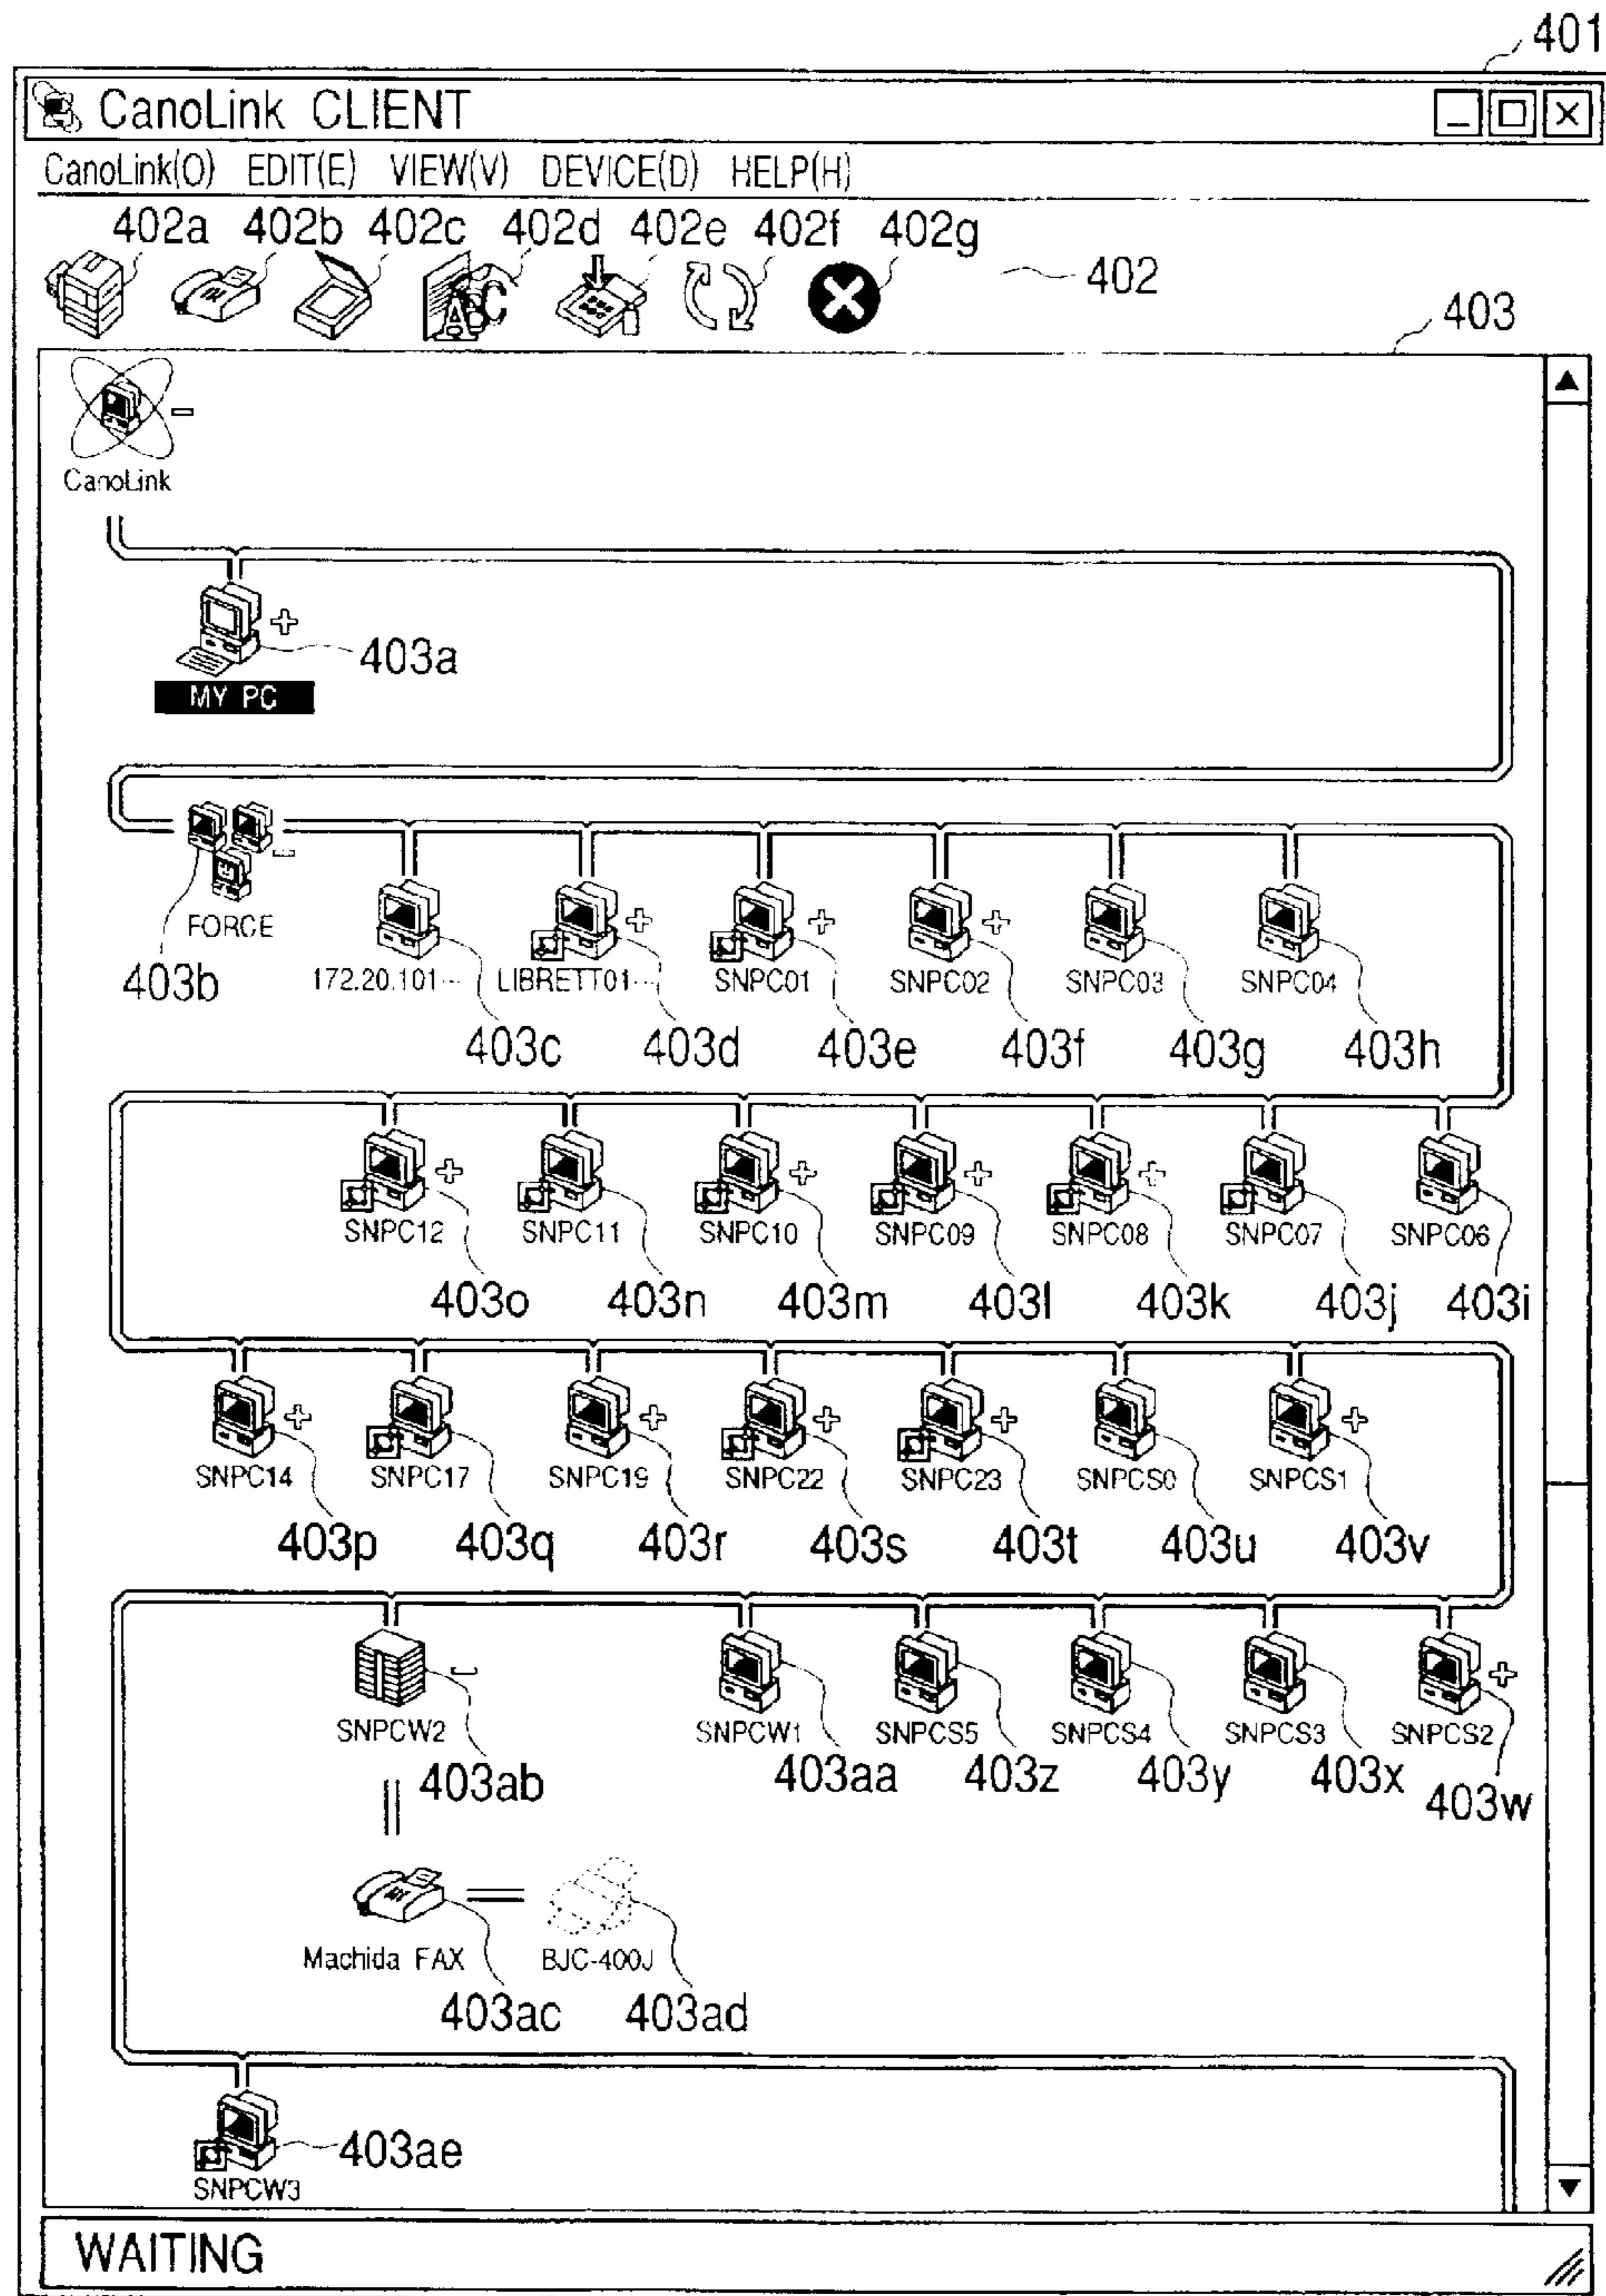 401
CanoLink CLIENT
CanoLink(O) EDIT(E) VIEW(V) DEVICE(D) HELP(H)
402a 402b 402c 402d 402e 402f 402g
402
403
CanoLink
403a
MY PC
FORCE
403b
172.20.101... LIBRETT01... SNPC01 SNPC02 SNPC03 SNPC04
403c 403d 403e 403f 403g 403h
SNPC12 SNPC11 SNPC10 SNPC09 SNPC08 SNPC07 SNPC06
403o 403n 403m 403l 403k 403j 403i
SNPC14 SNPC17 SNPC19 SNPC22 SNPC23 SNPCS0 SNPCS1
403p 403q 403r 403s 403t 403u 403v
SNPCW2 SNPCW1 SNPCS5 SNPCS4 SNPCS3 SNPCS2
403ab 403aa 403z 403y 403x 403w
Machida FAX BJC-400J
403ac 403ad
403ae
SNPCW3
WAITING